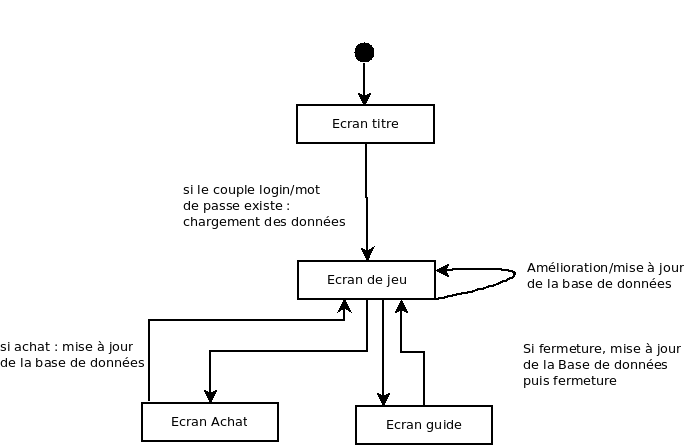 Ecran titre
si le couple login/mot
de passe existe :
chargement des données
Ecran de jeu
Amélioration/mise à jour
de la base de données
si achat : mise à jour
de la base de données
Si fermeture, mise à jour
de la Base de données
puis fermeture
Ecran Achat
Ecran guide